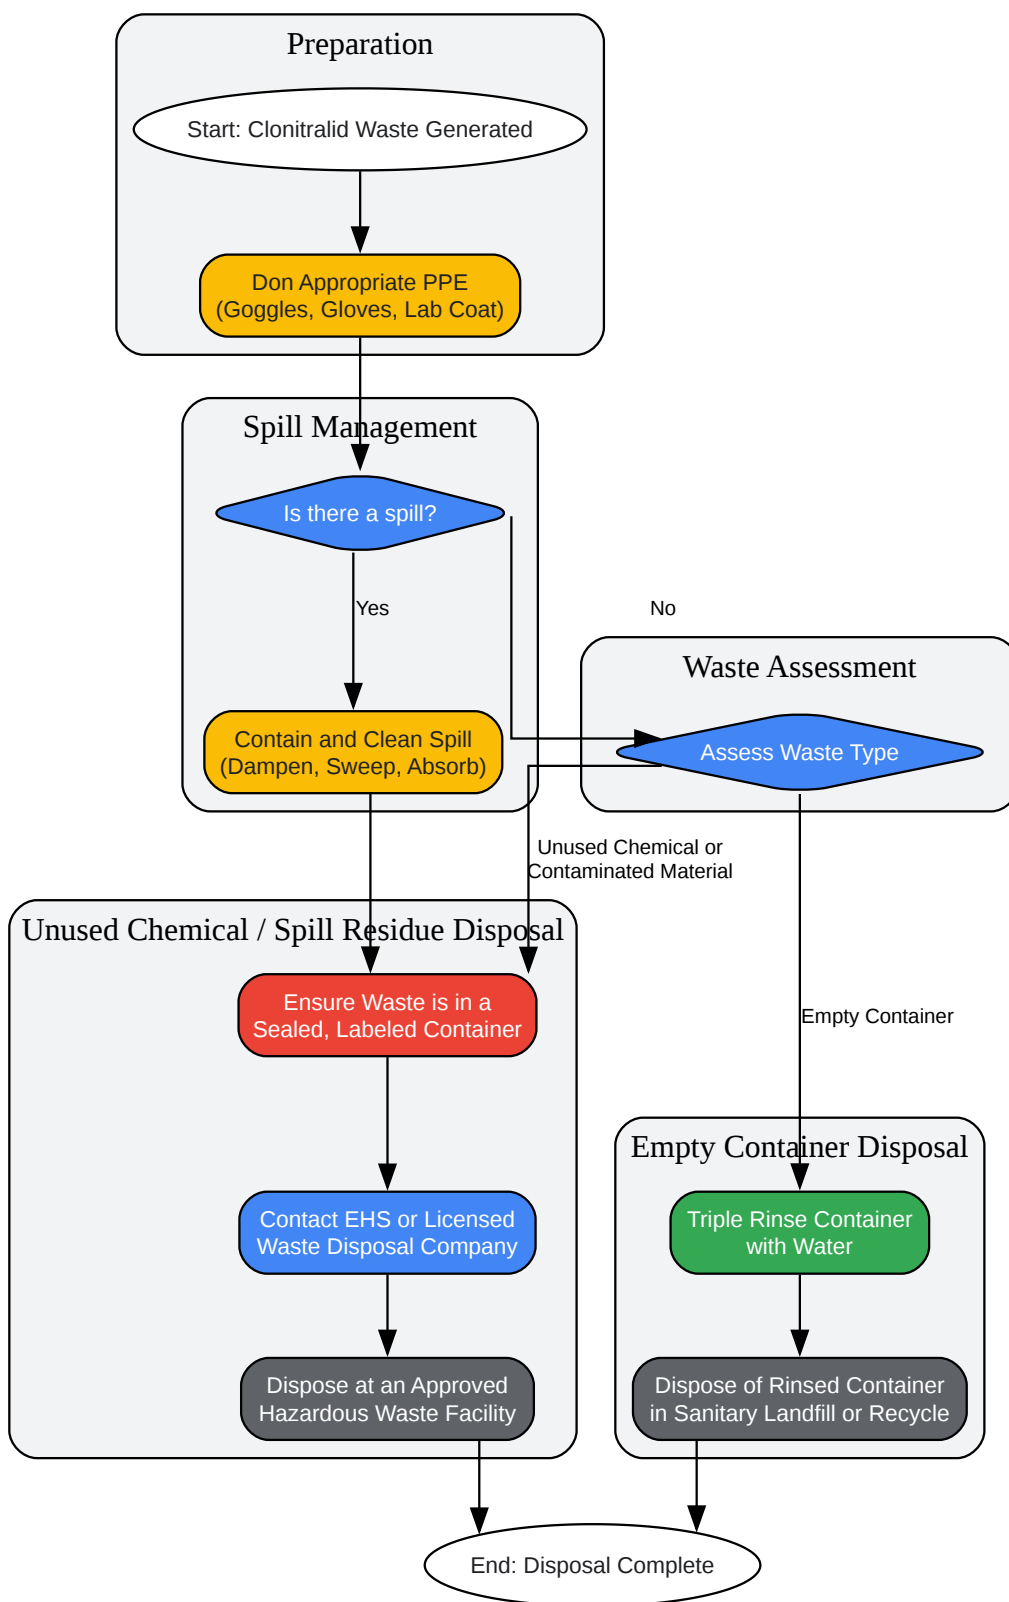 Preparation
Start: Clonitralid Waste Generated
Don Appropriate PPE
(Goggles, Gloves, Lab Coat)
Spill Management
Is there a spill?
Yes
No
Waste Assessment
Contain and Clean Spill
(Dampen, Sweep, Absorb)
Assess Waste Type
Unused Chemical or
Contaminated Material
Unused Chemical / Spill Residue Disposal
Ensure Waste is in a
Sealed, Labeled Container
Empty Container
Empty Container Disposal
Contact EHS or Licensed
Waste Disposal Company
Triple Rinse Container
with Water
Dispose at an Approved
Hazardous Waste Facility
Dispose of Rinsed Container
in Sanitary Landfill or Recycle
End: Disposal Complete